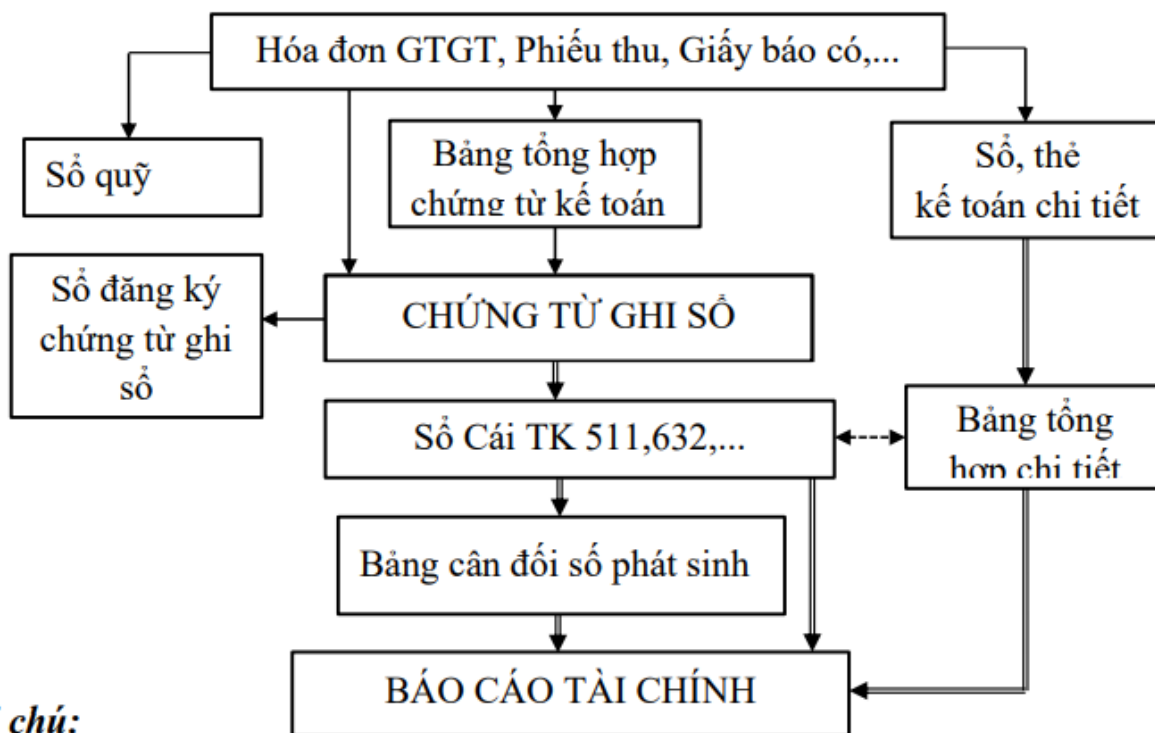 Hóa đơn GTGT, Phiếu thu, Giấy báo có,...
Sổ quỹ
Bảng tổng hợp
chứng từ kế toán
Sổ, thẻ
kế toán chi tiết
Sổ đăng ký
chứng từ ghi
sổ
CHỨNG TỪ GHI SỔ
Sổ Cái TK 511,632,...
Bảng tổng
hợp chi tiết
Bảng cân đối số phát sinh
BÁO CÁO TÀI CHÍNH
chú: